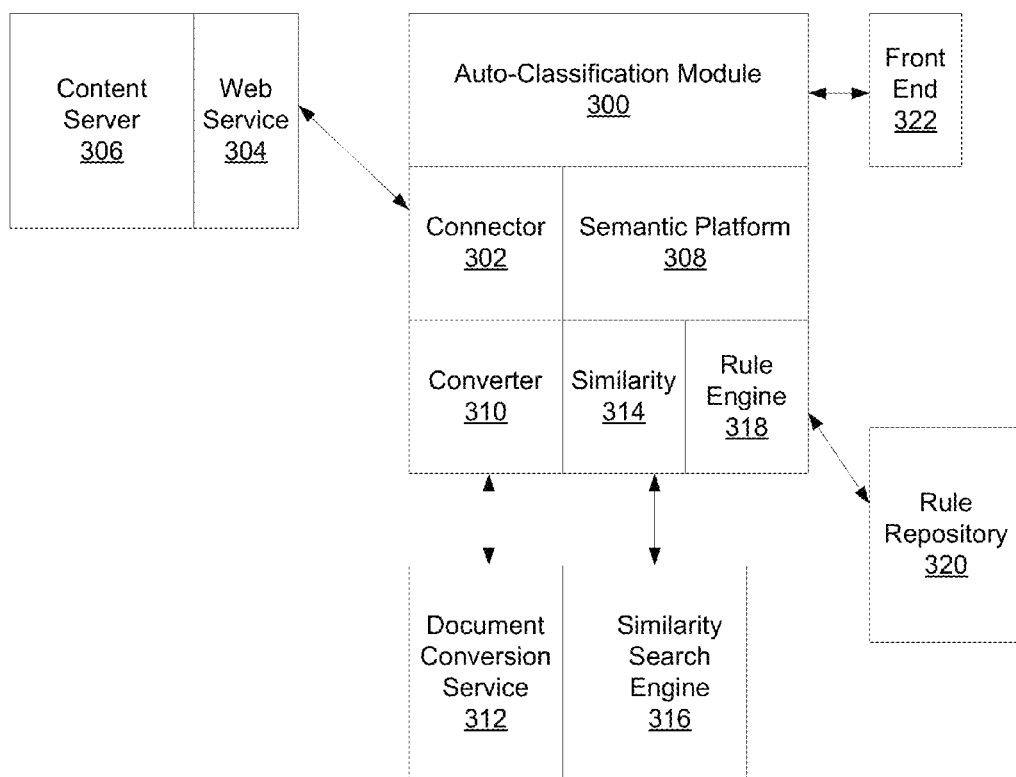 Content
Server
306
Web
Service
304
Auto-Classification Module
300
Front
End
322
Connector
302
Semantic Platform
308
Converter
310
Similarity
314
Rule
Engine
318
Rule
Repository
320
Document
Conversion
Service
312
Similarity
Search
Engine
316